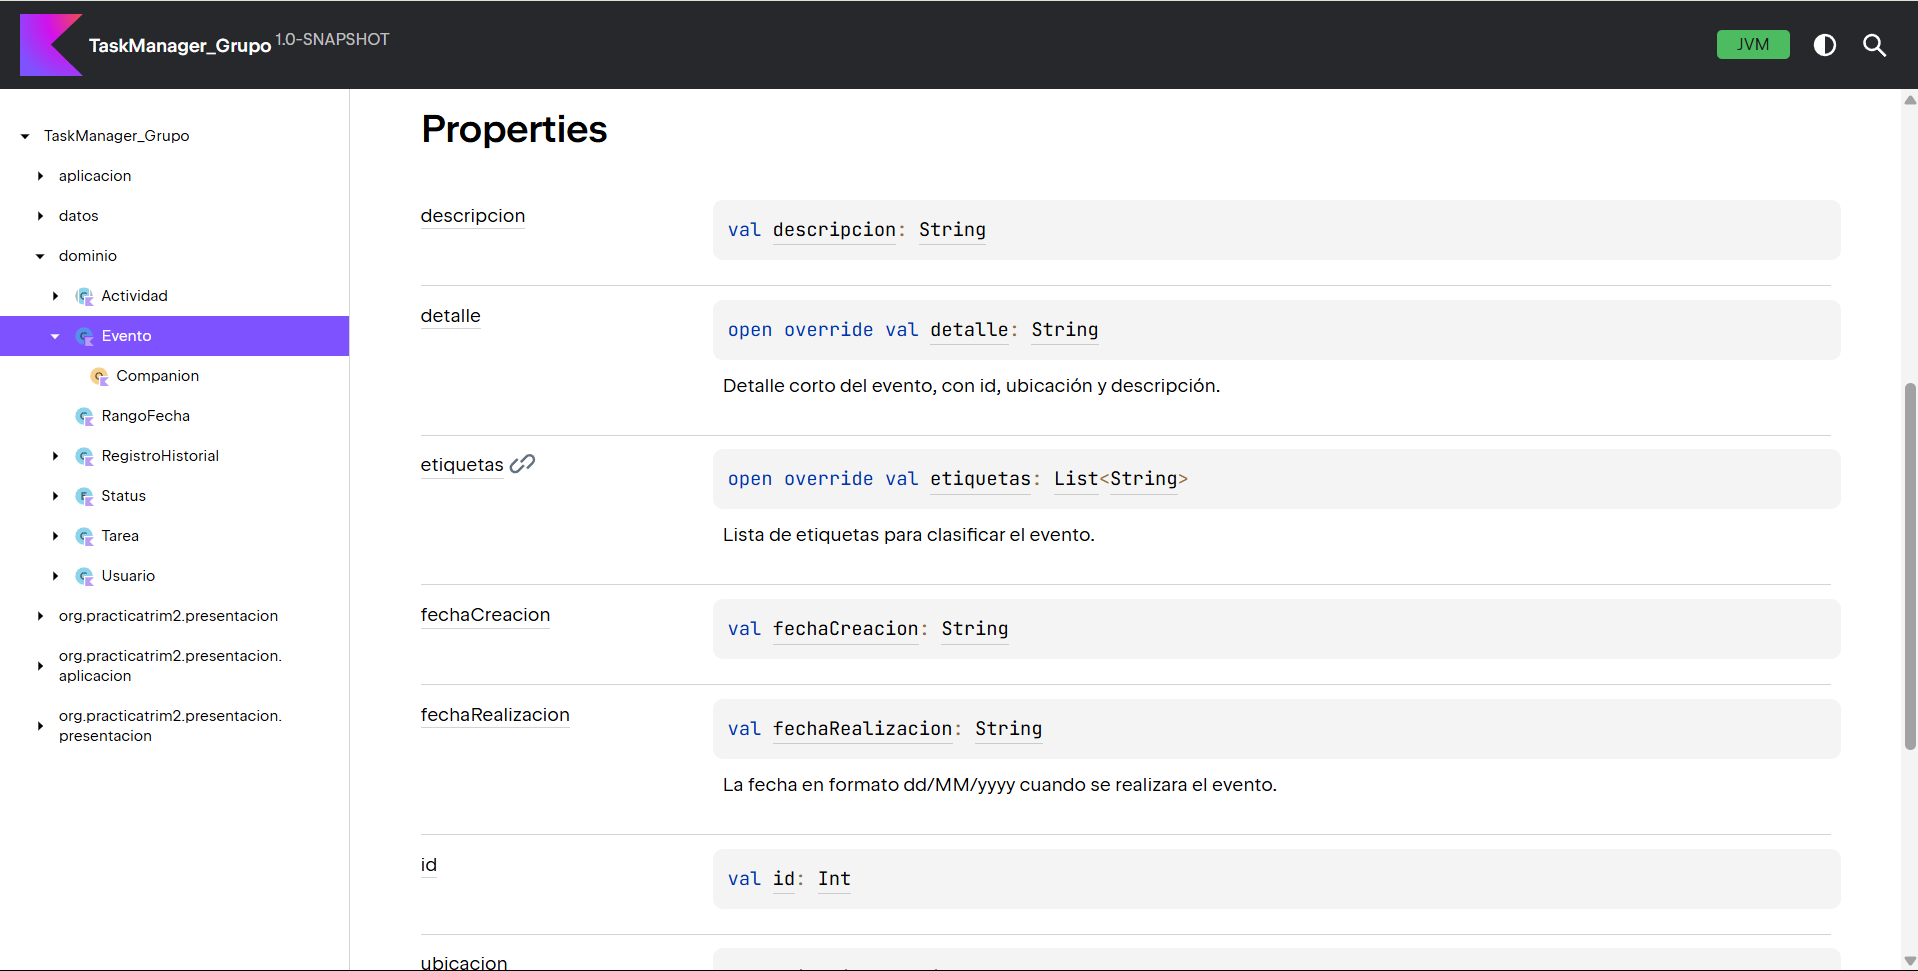 TaskManager_Grupo 1.0-SNAPSHOT
JVM
TaskManager_Grupo
aplicacion
datos
dominio
Actividad
Evento
Companion
RangoFecha
RegistroHistorial
Status
Tarea
Usuario
org.practicatrim2.presentacion
org.practicatrim2.presentacion.
aplicacion
org.practicatrim2.presentacion.
presentacion
Properties
descripcion
val descripcion: String
detalle
open override val detalle: String
Detalle corto del evento, con id, ubicación y descripción.
etiquetas
open override val etiquetas: List<String>
Lista de etiquetas para clasificar el evento.
fechaCreacion
val fechaCreacion: String
fechaRealizacion
val fechaRealizacion: String
La fecha en formato dd/MM/yyyy cuando se realizara el evento.
id
val id: Int
ubicacion